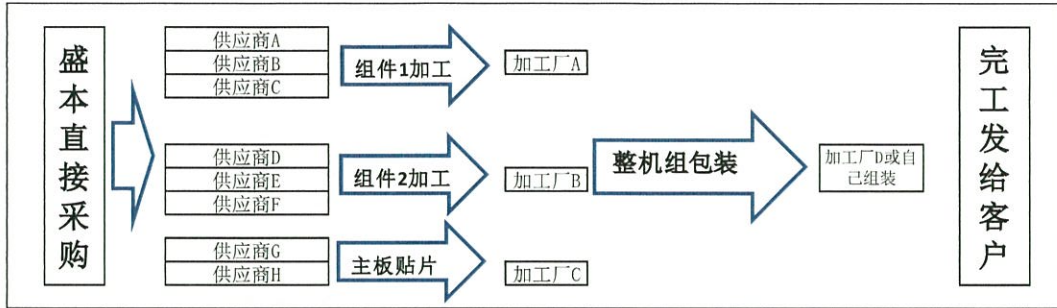 盛本直接采购
供应商A
供应商B
供应商C
组件1加工
加工厂A
供应商D
供应商E
供应商F
组件2加工
加工厂B
供应商G
供应商H
主板贴片
加工厂C
整机组包装
加工厂D或自
己组装
完工发给客户